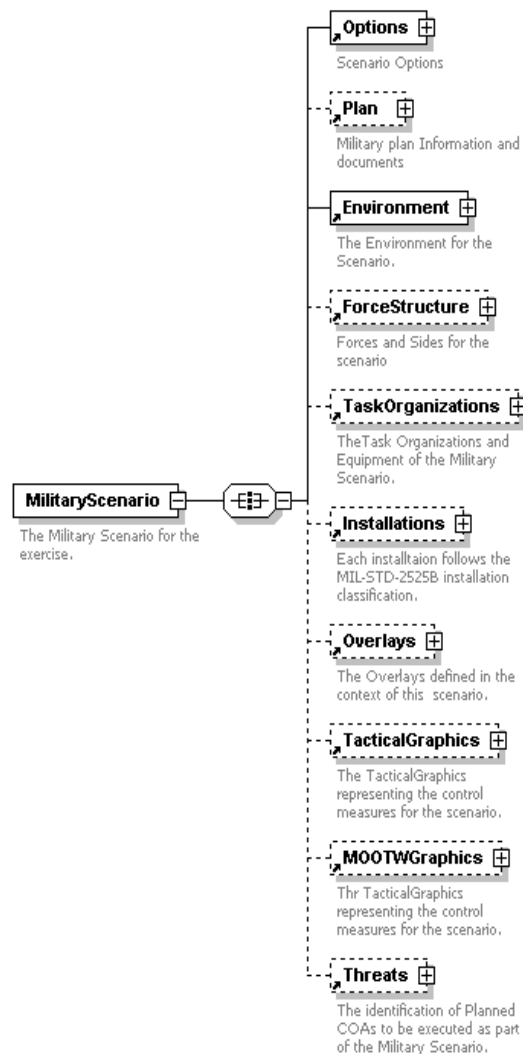 Options
Scenario Options
Plan
Military plan Information and
documents
Environment
The Environment for the
Scenario.
ForceStructure
Forces and Sides for the
scenario
TaskOrganizations
TheTask Organizations and
Equipment of the Military
Scenario.
MilitaryScenario
The Military Scenario for the
exercise.
Installations
Each installtaion follows the
MIL-STD-2525B installation
classification.
Overlays
The Overlays defined in the
context of this scenario.
TacticalGraphics
The TacticalGraphics
representing the control
measures for the scenario.
MOOTWGraphics
Thr TacticalGraphics
representing the control
measures for the scenario.
Threats
The identification of Planned
COAs to be executed as part
of the Military Scenario.